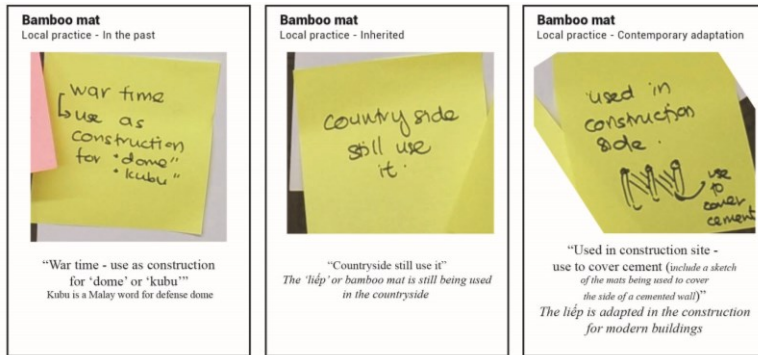 Bamboo mat
Local practice - In the past
war time
use as
construction
for "dome"
"kubu"
“War time - use as construction
for ‘dome’ or ‘kubu’”
Kubu is a Malay word for defense dome
Bamboo mat
Local practice - Inherited
country side
still use
it.
“Countryside still use it”
The ‘liếp’ or bamboo mat is still being used
in the countryside
Bamboo mat
Local practice - Contemporary adaptation
used in
construction
side.
use
to
cover
cement
“Used in construction site -
use to cover cement (include a sketch
of the mats being used to cover
the side of a cemented wall)”
The liếp is adapted in the construction
for modern buildings